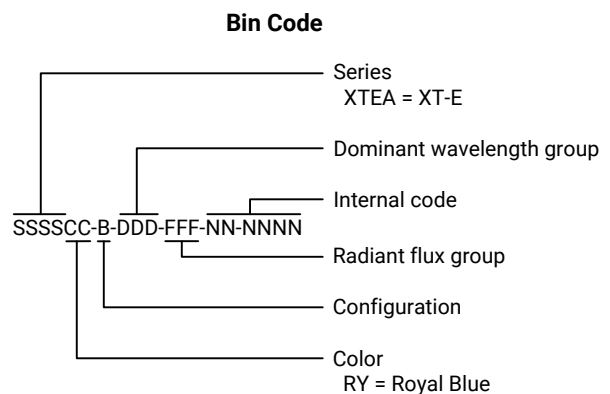 Bin Code
Series
XTEA = XT-E
Dominant wavelength group
Internal code
SSSSCC-B-DDD-FFF-NN-NNNN
Radiant flux group
Configuration
Color
RY = Royal Blue